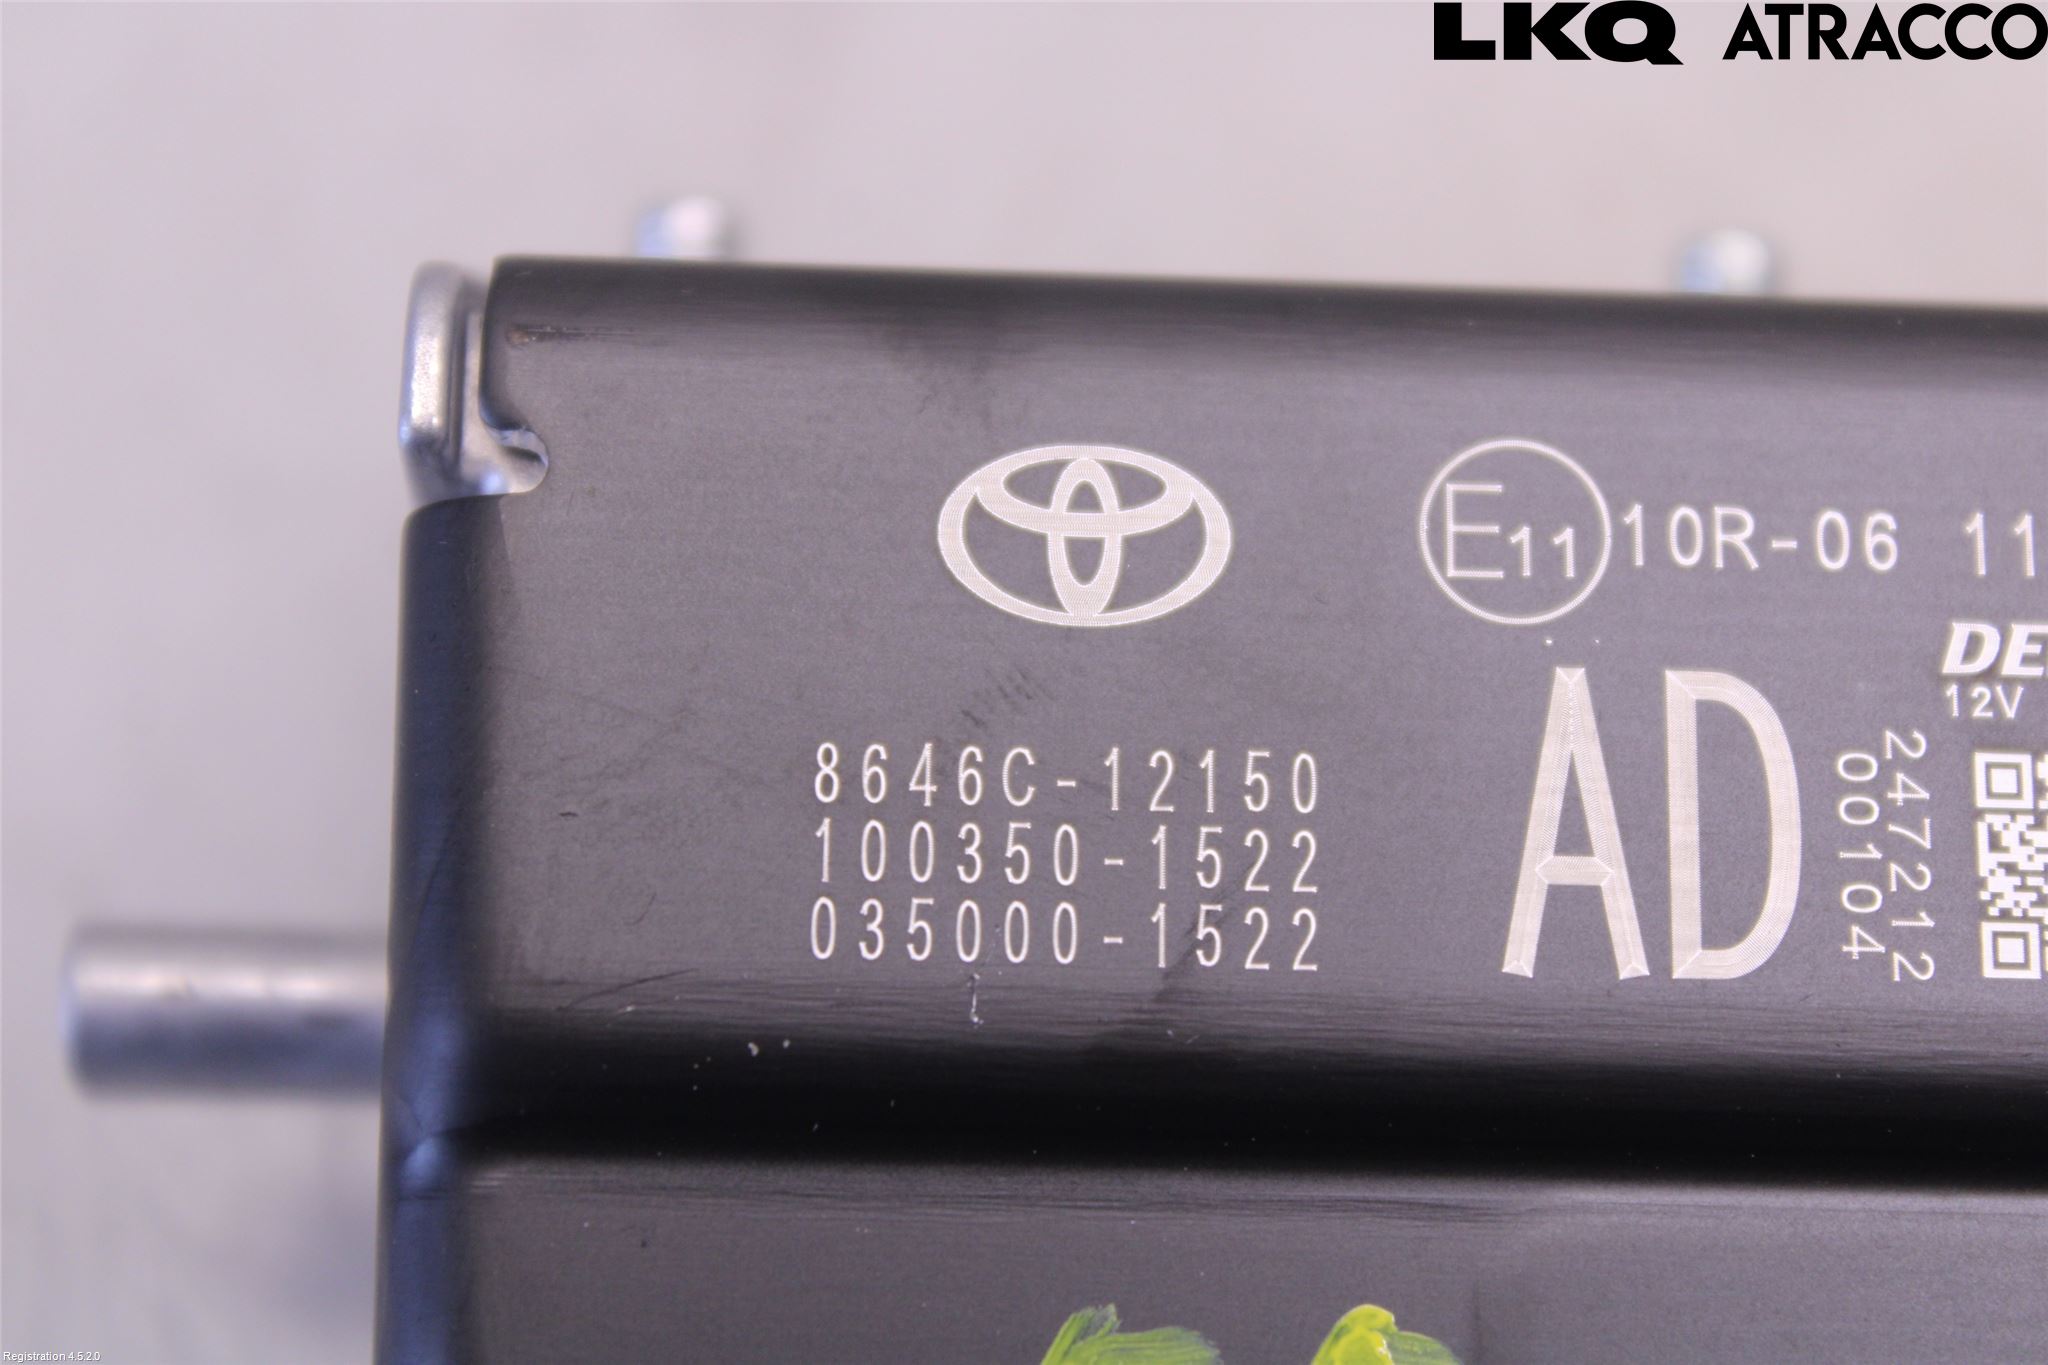 LKQ ATRACCO
E11 10R-06 11
DE
12V
8646C-12150
100350-1522
035000-1522
AD
247212
00104
Registration 4.5.2.0